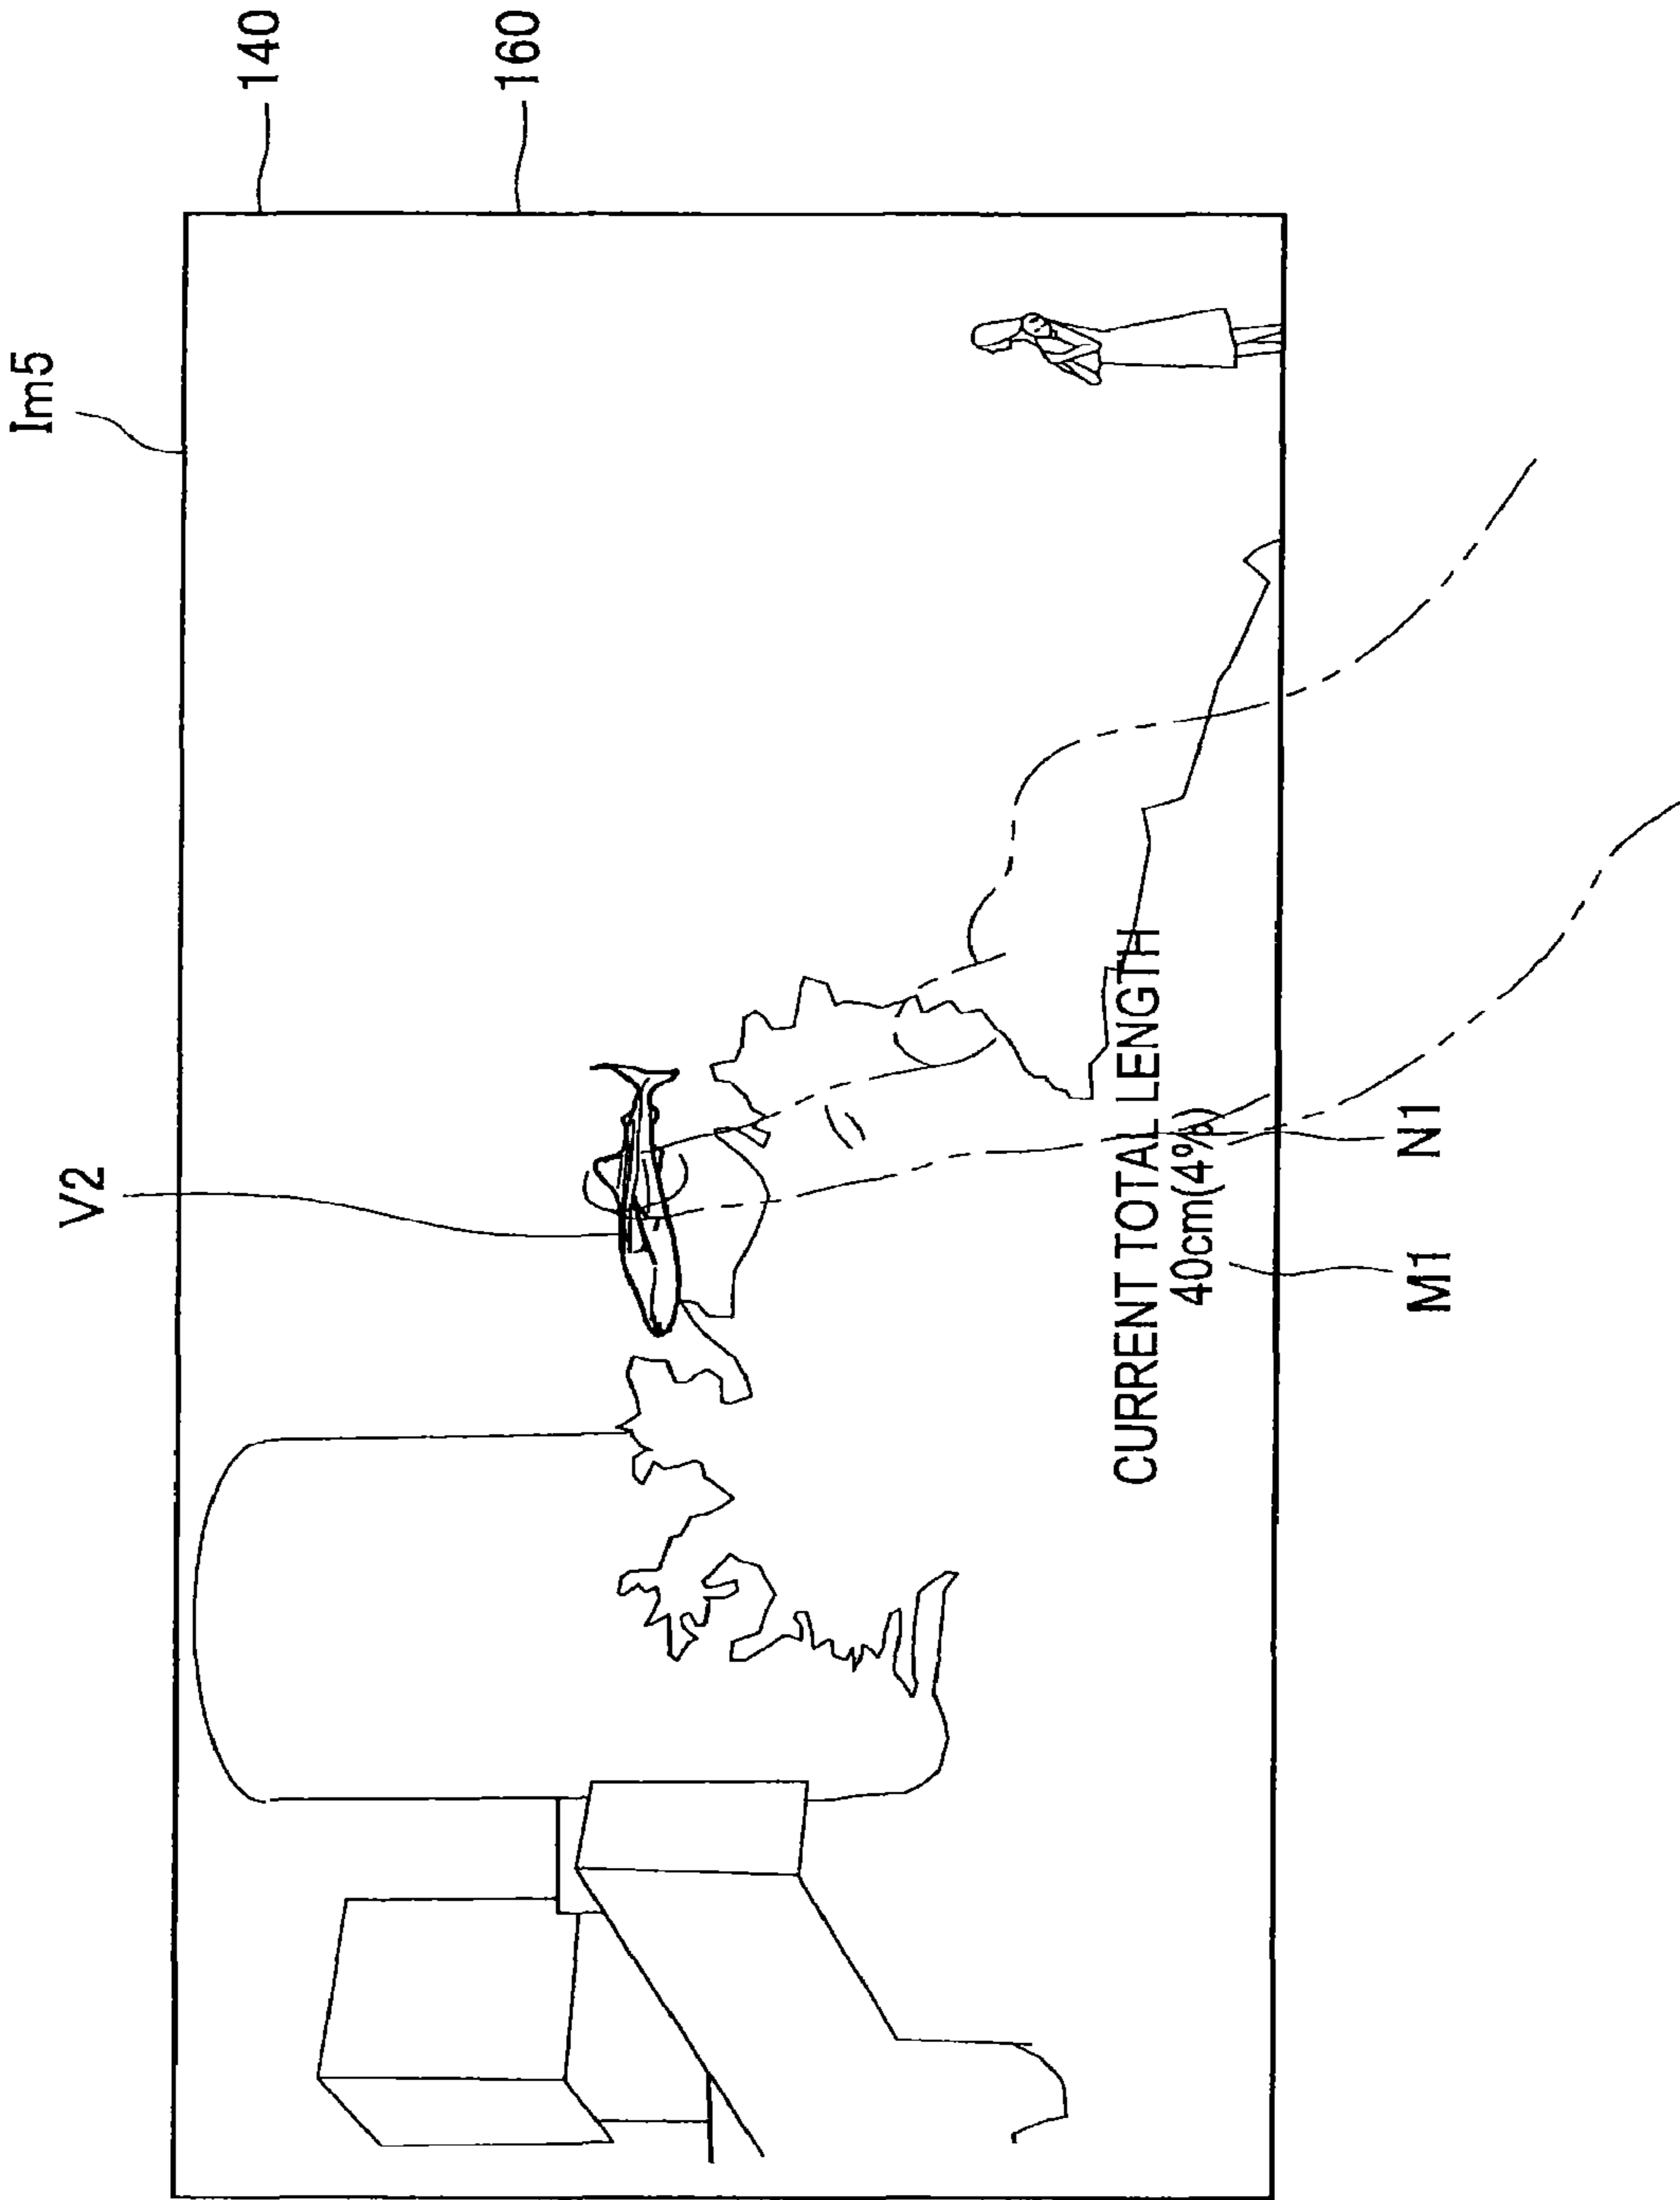 Im5
140
160
V2
CURRENT TOTAL LENGTH
40cm(4%)
M1
N1